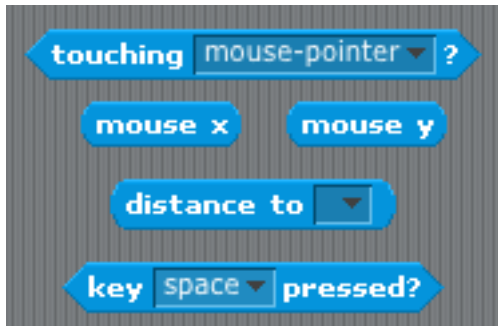 touching mouse-pointer ?
mouse x mouse y
distance to
key space pressed?